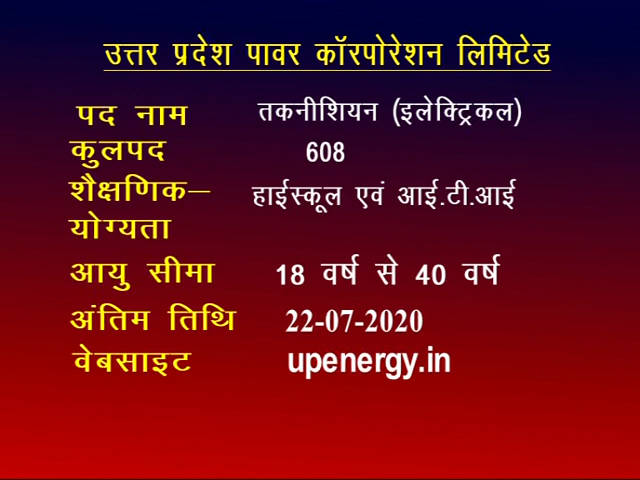 उत्तर प्रदेश पावर कॉरपोरेशन लिमिटेड
पद नाम तकनीशियन (इलेक्ट्रिकल)
कुलपद 608
शैक्षणिक– हाईस्कूल एवं आई.टी.आई
योग्यता
आयु सीमा 18 वर्ष से 40 वर्ष
अंतिम तिथि 22-07-2020
वेबसाइट upenergy.in